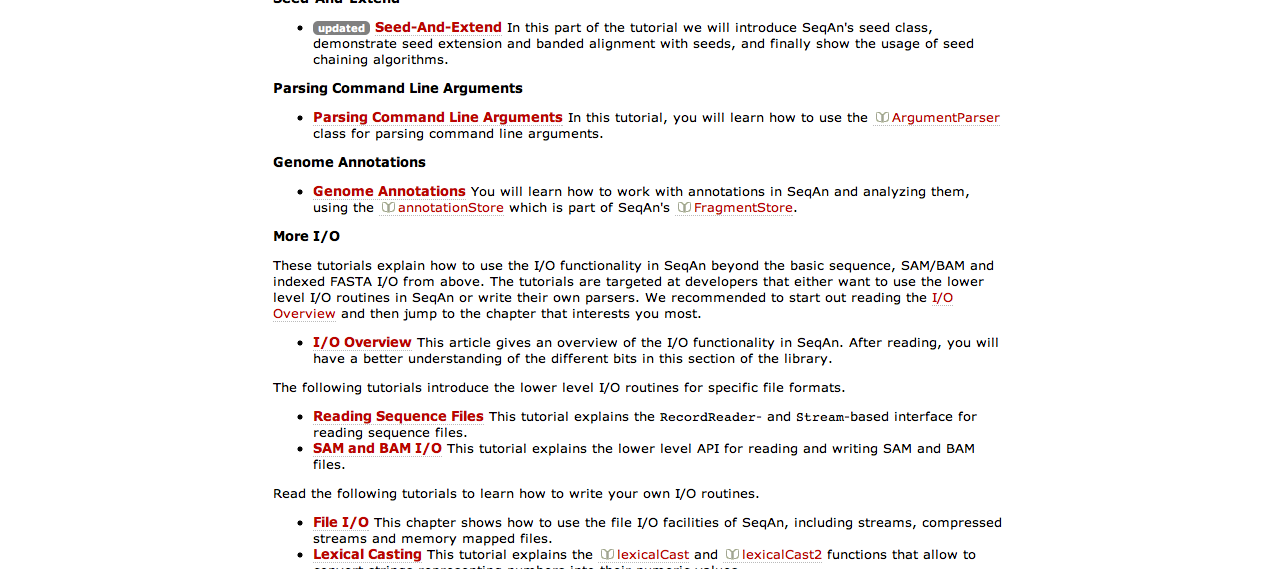 Seed-And-Extend
updated Seed-And-Extend In this part of the tutorial we will introduce SeqAn's seed class,
demonstrate seed extension and banded alignment with seeds, and finally show the usage of seed
chaining algorithms.
Parsing Command Line Arguments
Parsing Command Line Arguments In this tutorial, you will learn how to use the ArgumentParser
class for parsing command line arguments.
Genome Annotations
Genome Annotations You will learn how to work with annotations in SeqAn and analyzing them,
using the annotationStore which is part of SeqAn's FragmentStore.
More I/O
These tutorials explain how to use the I/O functionality in SeqAn beyond the basic sequence, SAM/BAM and
indexed FASTA I/O from above. The tutorials are targeted at developers that either want to use the lower
level I/O routines in SeqAn or write their own parsers. We recommended to start out reading the I/O
Overview and then jump to the chapter that interests you most.
I/O Overview This article gives an overview of the I/O functionality in SeqAn. After reading, you will
have a better understanding of the different bits in this section of the library.
The following tutorials introduce the lower level I/O routines for specific file formats.
Reading Sequence Files This tutorial explains the RecordReader- and Stream-based interface for
reading sequence files.
SAM and BAM I/O This tutorial explains the lower level API for reading and writing SAM and BAM
files.
Read the following tutorials to learn how to write your own I/O routines.
File I/O This chapter shows how to use the file I/O facilities of SeqAn, including streams, compressed
streams and memory mapped files.
Lexical Casting This tutorial explains the lexicalCast and lexicalCast2 functions that allow to
convert strings representing numbers into their numeric values.